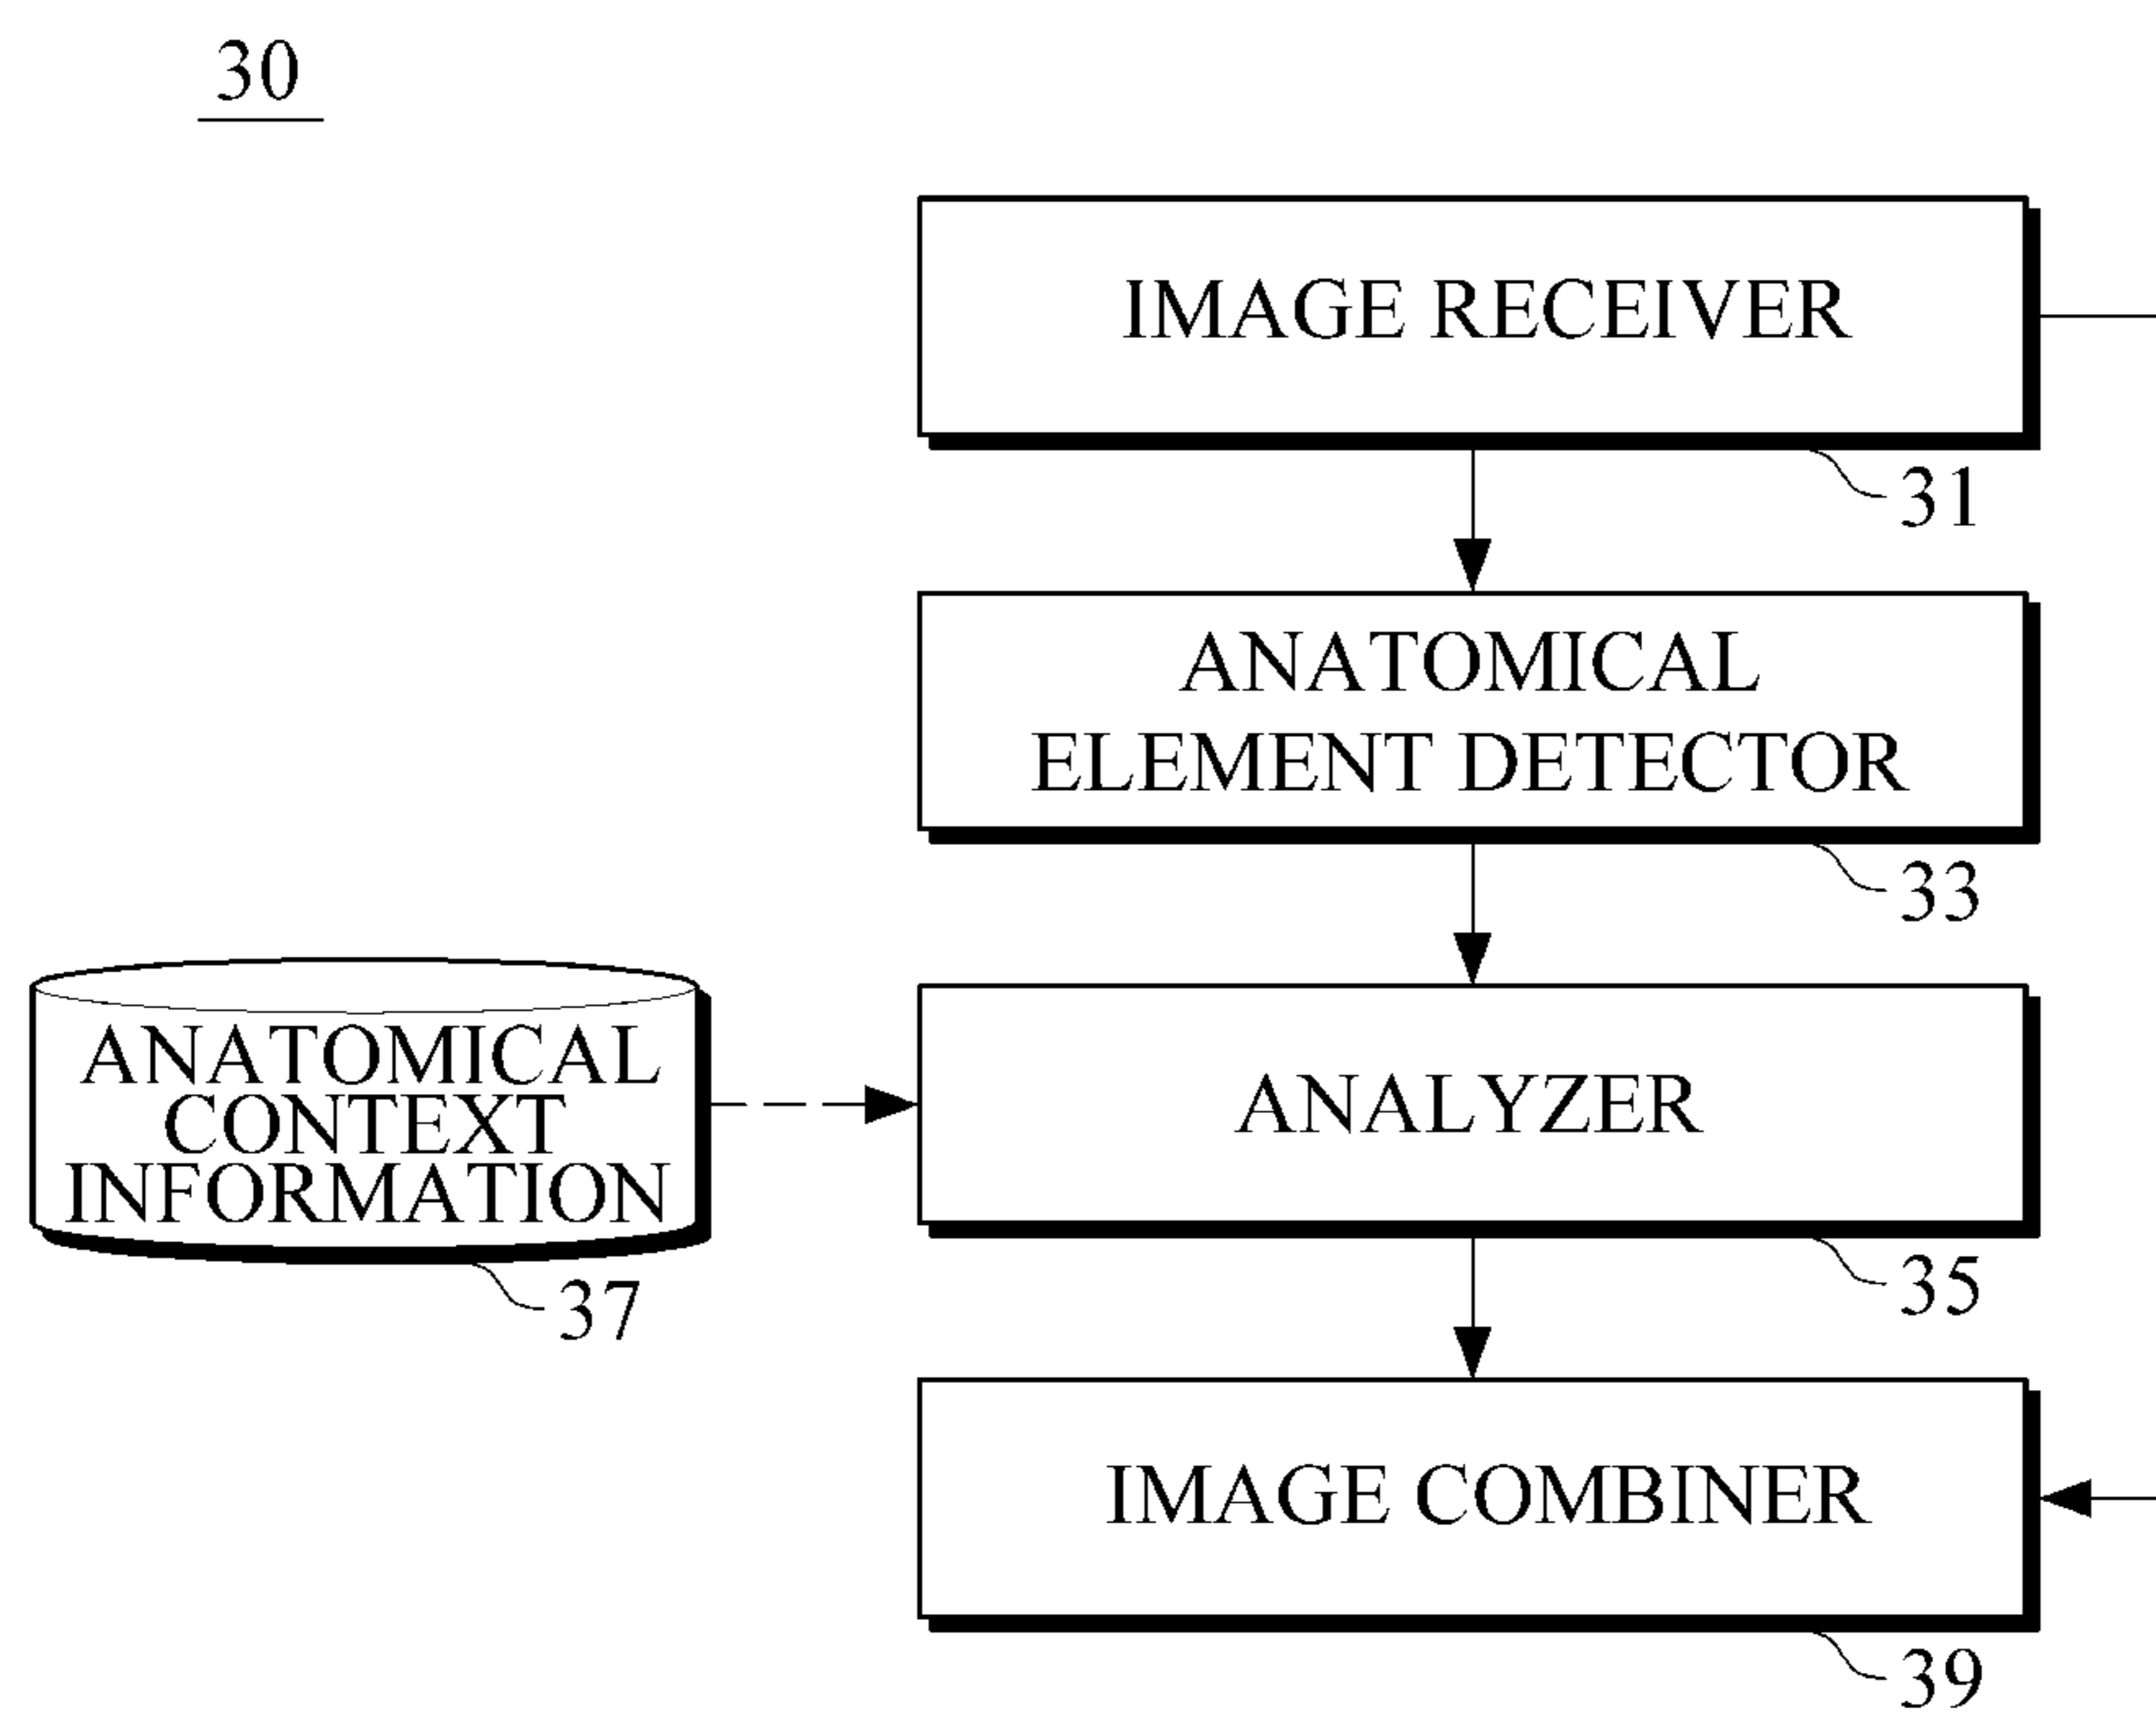 30
IMAGE RECEIVER
31
ANATOMICAL
ELEMENT DETECTOR
33
ANATOMICAL
CONTEXT
INFORMATION
37
ANALYZER
35
IMAGE COMBINER
39